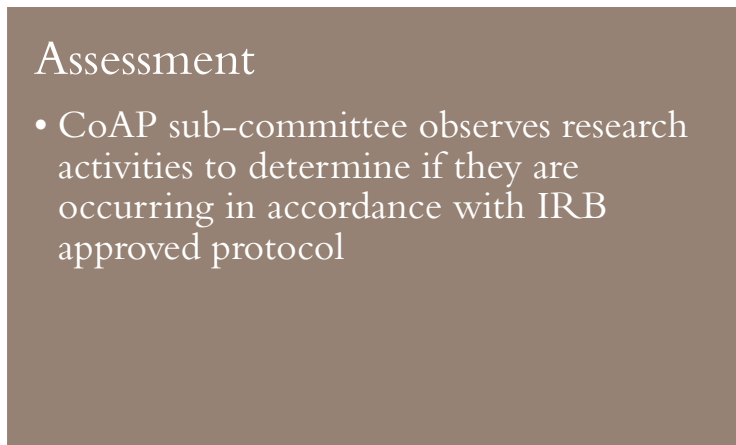 Assessment
• CoAP sub-committee observes research
activities to determine if they are
occurring in accordance with IRB
approved protocol